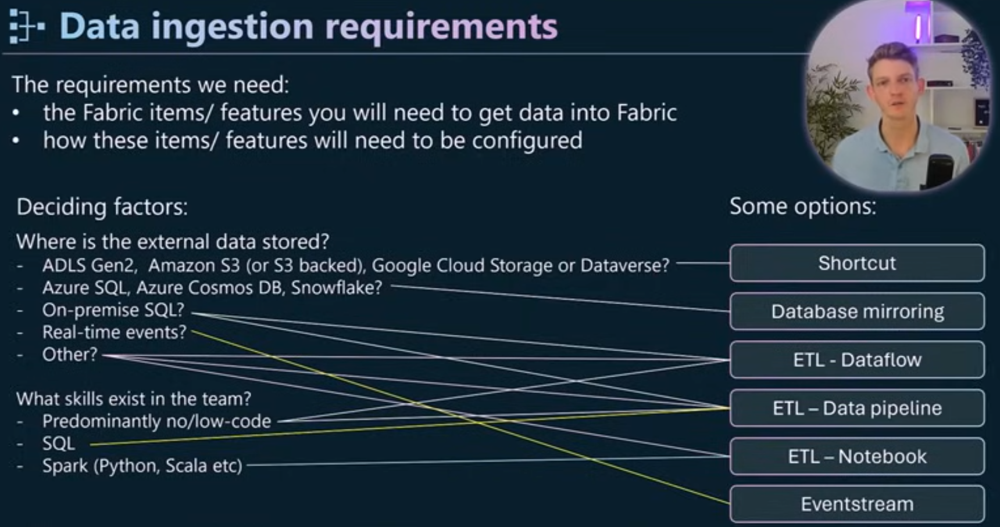 Data ingestion requirements
The requirements we need:
• the Fabric items/ features you will need to get data into Fabric
• how these items/ features will need to be configured
Deciding factors:
Where is the external data stored?
- ADLS Gen2, Amazon S3 (or S3 backed), Google Cloud Storage or Dataverse?
- Azure SQL, Azure Cosmos DB, Snowflake?
- On-premise SQL?
- Real-time events?
- Other?
What skills exist in the team?
- Predominantly no/low-code
- SQL
- Spark (Python, Scala etc)
Some options:
Shortcut
Database mirroring
ETL - Dataflow
ETL – Data pipeline
ETL – Notebook
Eventstream